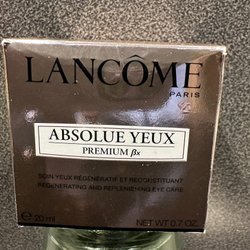 LANCÔME
PARIS
ABSOLUE YEUX
PREMIUM βx
SOIN YEUX RÉGÉNÉRATIF ET RECONSTITUANT
REGENERATING AND REPLENISHING EYE CARE
℮ 20 ml
NET WT. 0.7 OZ.